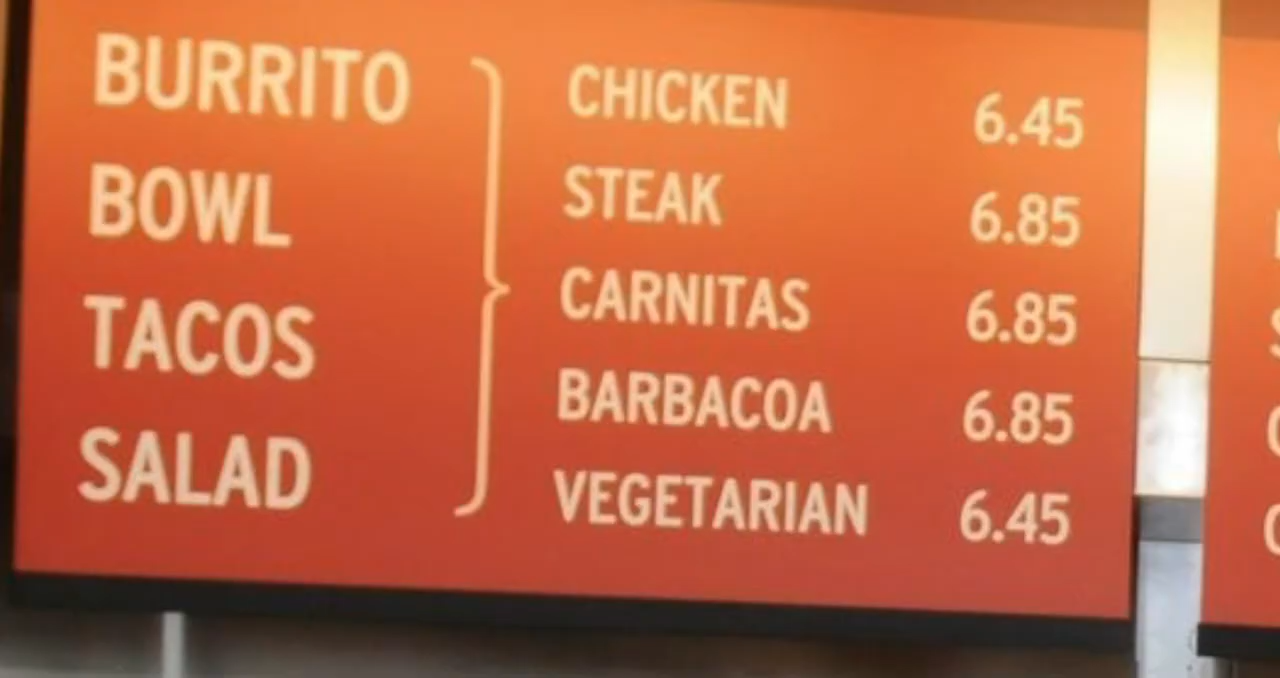 BURRITO
BOWL
TACOS
SALAD
CHICKEN 6.45
STEAK 6.85
CARNITAS 6.85
BARBACOA 6.85
VEGETARIAN 6.45